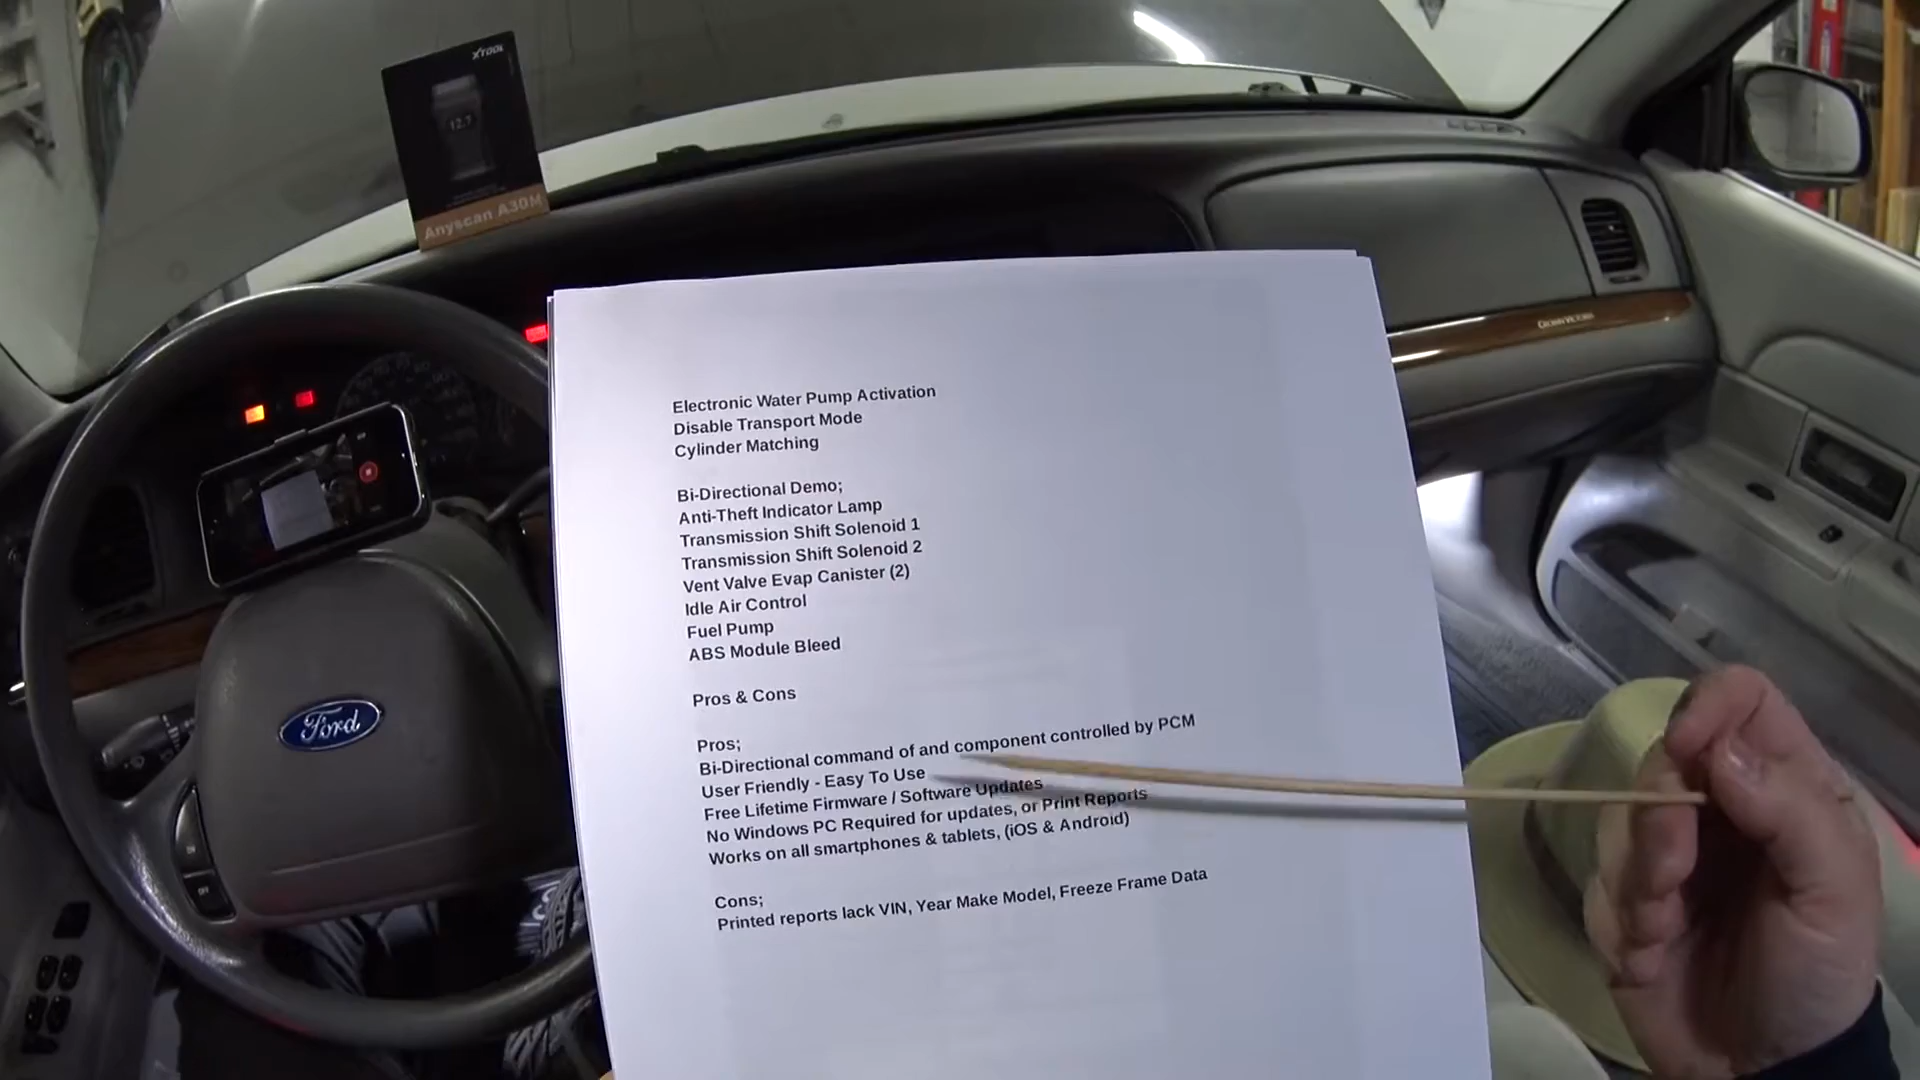 XTOOL
12.7
Anyscan A30M
CROWN VICTORIA
Electronic Water Pump Activation
Disable Transport Mode
Cylinder Matching
Bi-Directional Demo;
Anti-Theft Indicator Lamp
Transmission Shift Solenoid 1
Transmission Shift Solenoid 2
Vent Valve Evap Canister (2)
Idle Air Control
Fuel Pump
ABS Module Bleed
Pros & Cons
Pros;
Bi-Directional command of and component controlled by PCM
User Friendly - Easy To Use
Free Lifetime Firmware / Software Updates
No Windows PC Required for updates, or Print Reports
Works on all smartphones & tablets, (iOS & Android)
Cons;
Printed reports lack VIN, Year Make Model, Freeze Frame Data
Ford
OFF